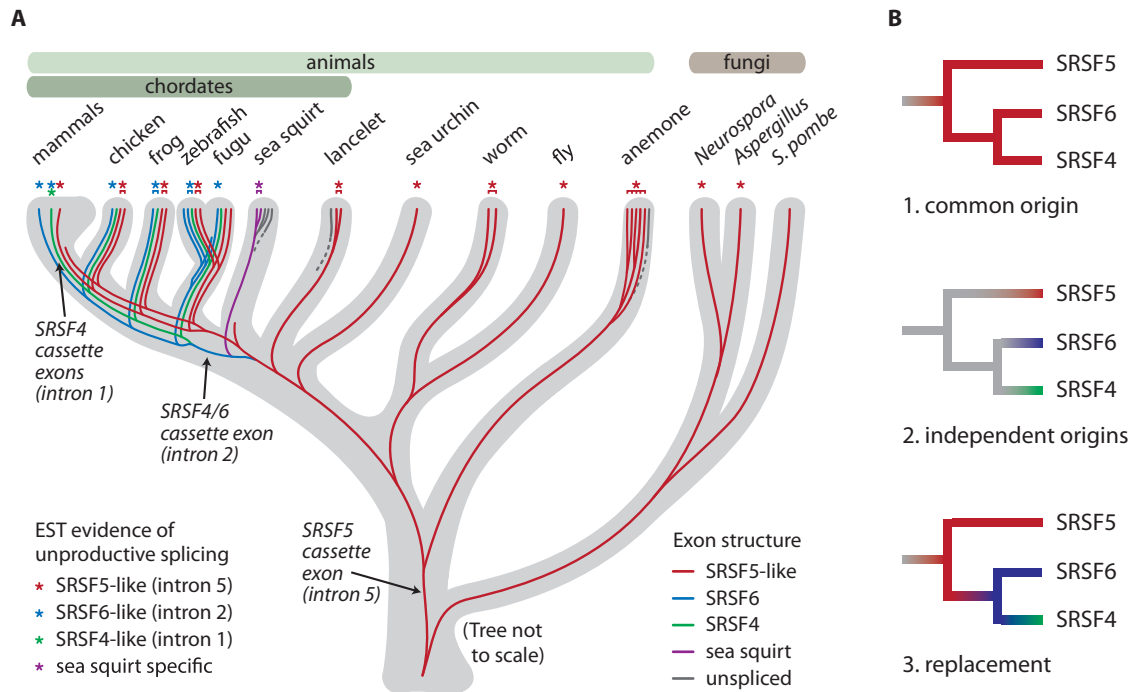 A
animals
fungi
chordates
mammals
chicken
frog
zebrafish
fugu
sea squirt
lancelet
sea urchin
worm
fly
anemone
Neurospora
Aspergillus
S. pombe
* * *
*
* *
* *
* *
*
*
*
*
*
*
*
*
*
SRSF4
cassette
exons
(intron 1)
SRSF4/6
cassette exon
(intron 2)
SRSF5
cassette
exon
(intron 5)
(Tree not
to scale)
EST evidence of
unproductive splicing
* SRSF5-like (intron 5)
* SRSF6-like (intron 2)
* SRSF4-like (intron 1)
* sea squirt specific
Exon structure
SRSF5-like
SRSF6
SRSF4
sea squirt
unspliced
B
SRSF5
SRSF6
SRSF4
1. common origin
SRSF5
SRSF6
SRSF4
2. independent origins
SRSF5
SRSF6
SRSF4
3. replacement